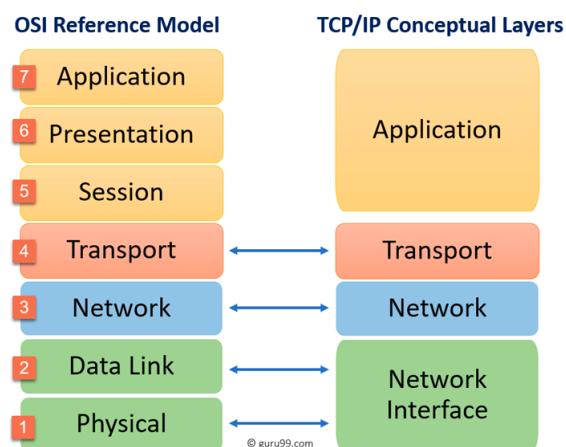 OSI Reference Model
TCP/IP Conceptual Layers
7 Application
6 Presentation
5 Session
4 Transport
3 Network
2 Data Link
1 Physical
Application
Transport
Network
Network
Interface
© guru99.com